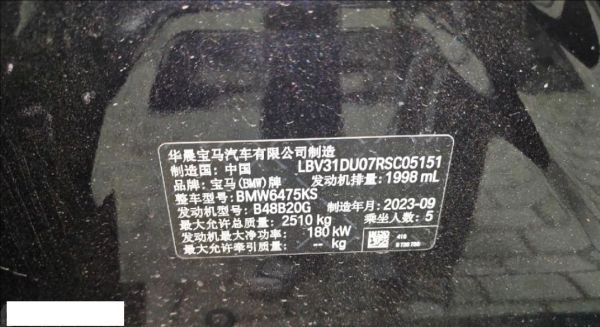 华晨宝马汽车有限公司制造
制造国: 中国 LBV31DU07RSC05151
品牌: 宝马(BMW)牌 发动机排量: 1998 mL
整车型号: BMW6475KS
发动机型号: B48B20G 制造年月: 2023-09
最大允许总质量: 2510 kg 乘坐人数: 5
发动机最大净功率: 180 kW
最大允许牵引质量: -- kg